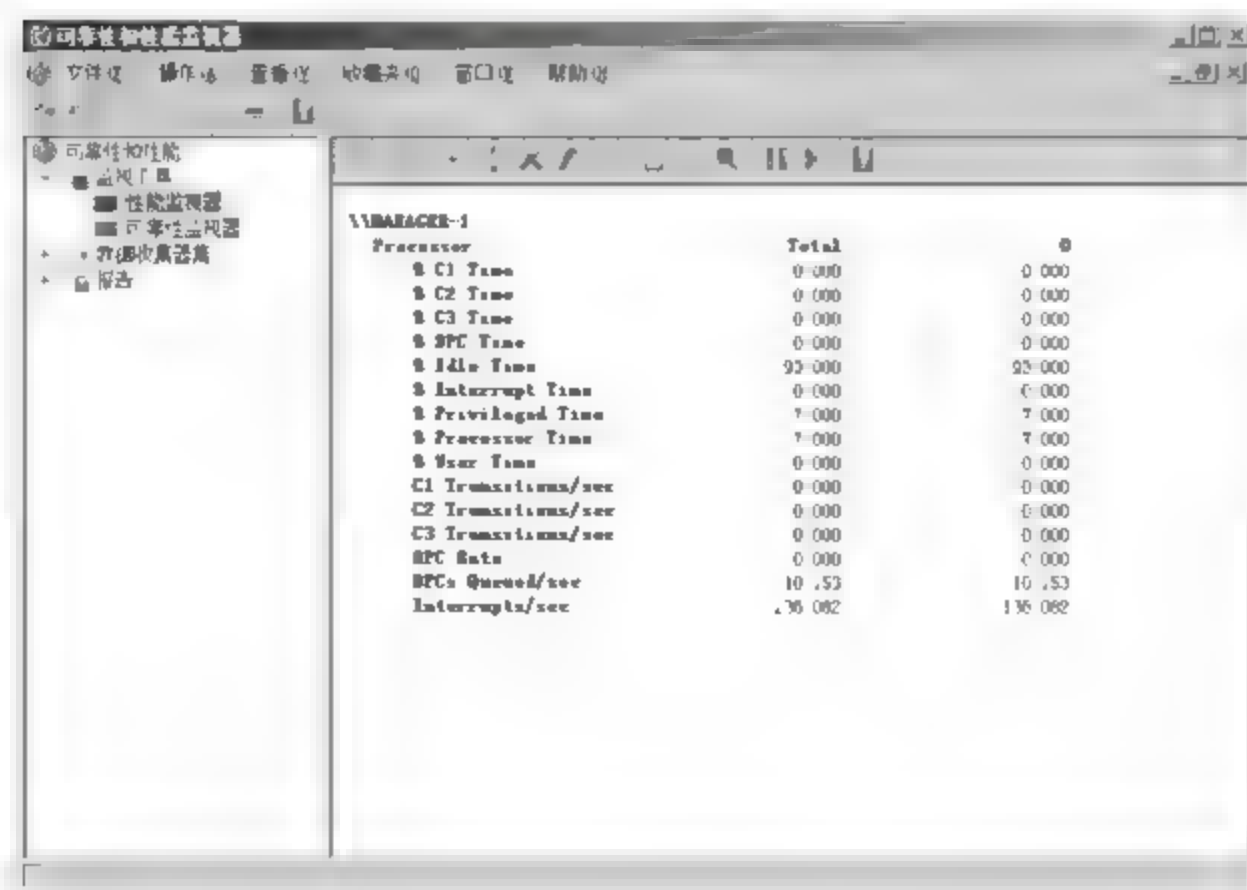 可靠性和性能监视器
文件(F) 操作(A) 查看(V) 收藏夹(O) 窗口(W) 帮助(H)
可靠性和性能
监视工具
性能监视器
可靠性监视器
数据收集器集
报告
\\MANAGER-1
Processor Total 0
% C1 Time 0.000 0.000
% C2 Time 0.000 0.000
% C3 Time 0.000 0.000
% DPC Time 0.000 0.000
% Idle Time 93.000 93.000
% Interrupt Time 0.000 0.000
% Privileged Time 7.000 7.000
% Processor Time 7.000 7.000
% User Time 0.000 0.000
C1 Transitions/sec 0.000 0.000
C2 Transitions/sec 0.000 0.000
C3 Transitions/sec 0.000 0.000
DPC Rate 0.000 0.000
DPCs Queued/sec
Interrupts/sec 136.082 136.082